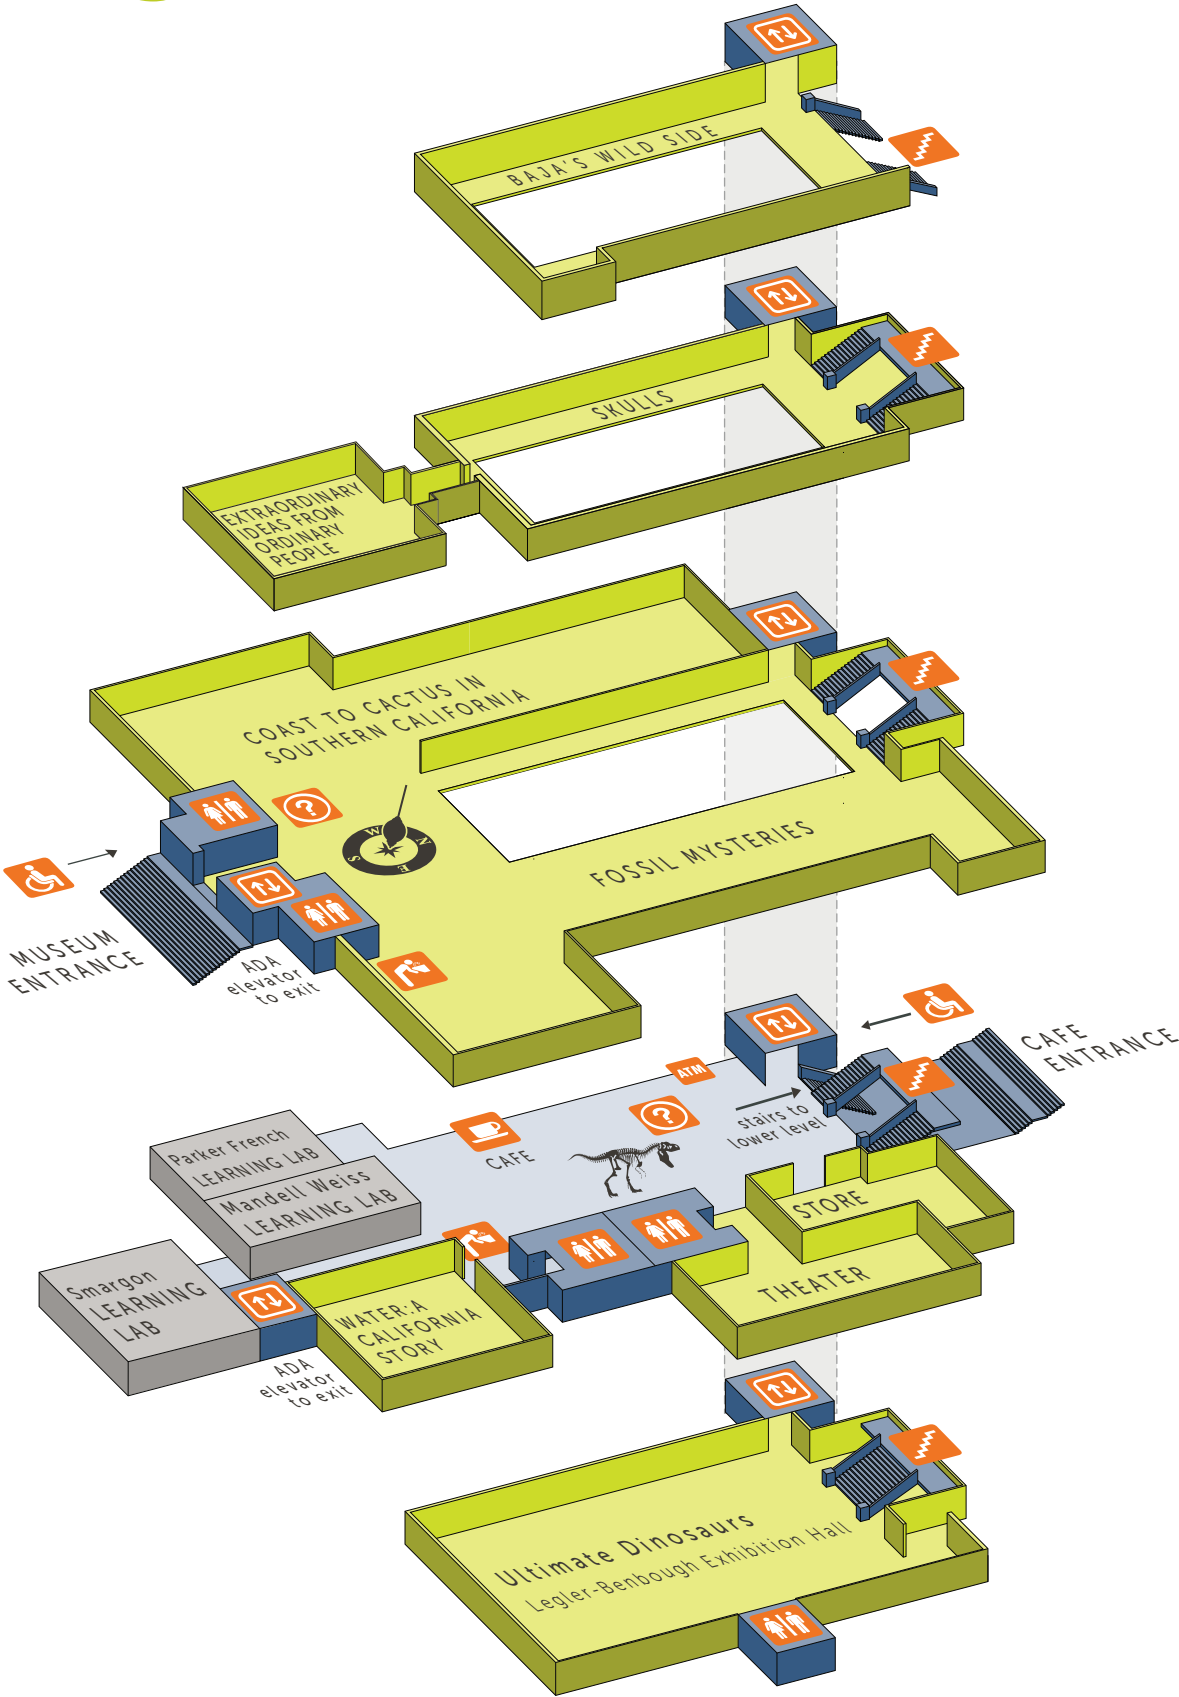 BAJA'S WILD SIDE
SKULLS
EXTRAORDINARY
IDEAS FROM
ORDINARY
PEOPLE
COAST TO CACTUS IN
SOUTHERN CALIFORNIA
?
W
N
S
E
FOSSIL MYSTERIES
MUSEUM
ENTRANCE
ADA
elevator
to exit
CAFE
ENTRANCE
ATM
?
stairs to
lower level
CAFE
Parker French
LEARNING LAB
Mandell Weiss
LEARNING LAB
STORE
Smargon
LEARNING
LAB
THEATER
WATER: A
CALIFORNIA
STORY
ADA
elevator
to exit
Ultimate Dinosaurs
Legler-Benbough Exhibition Hall